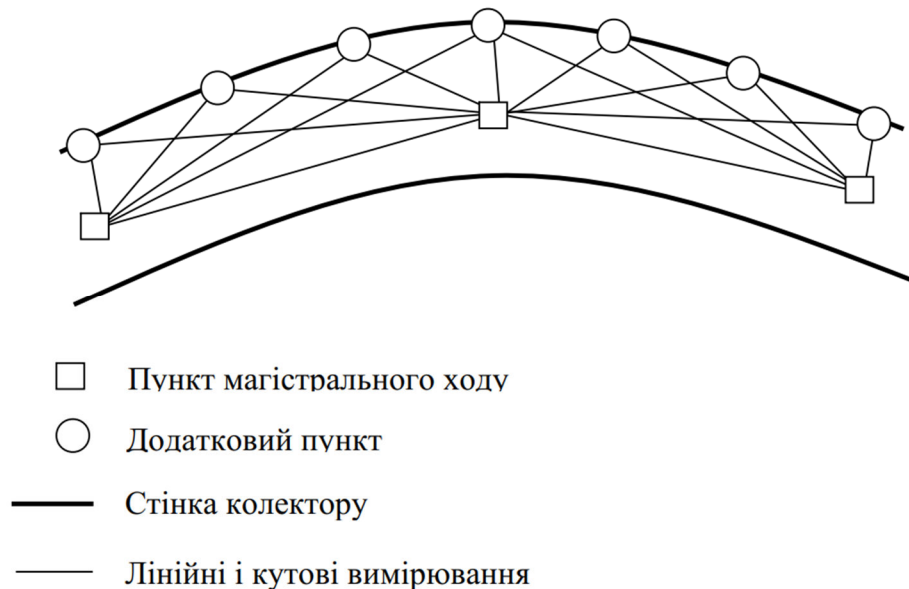 Пункт магістрального ходу
Додатковий пункт
Стінка колектору
Лінійні і кутові вимірювання